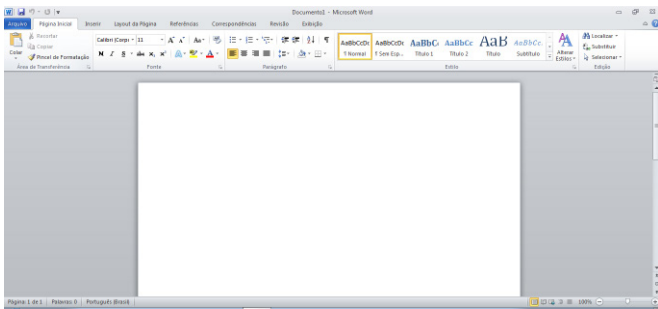 Documento1 - Microsoft Word
Arquivo Página Inicial Inserir Layout da Página Referências Correspondências Revisão Exibição
Recortar
Copiar
Pincel de Formatação
Colar
Área de Transferência
Calibri (Corpo 11
N I S abc x, x²
Fonte
Parágrafo
AaBbCcDc AaBbCcDc AaBbC AaBbCc AaB AaBbCc.
¶ Normal ¶ Sem Esp... Título 1 Título 2 Título Subtítulo
Alterar Estilos
Estilo
Localizar
Substituir
Selecionar
Edição
Página: 1 de 1 Palavras: 0 Português (Brasil) 100%